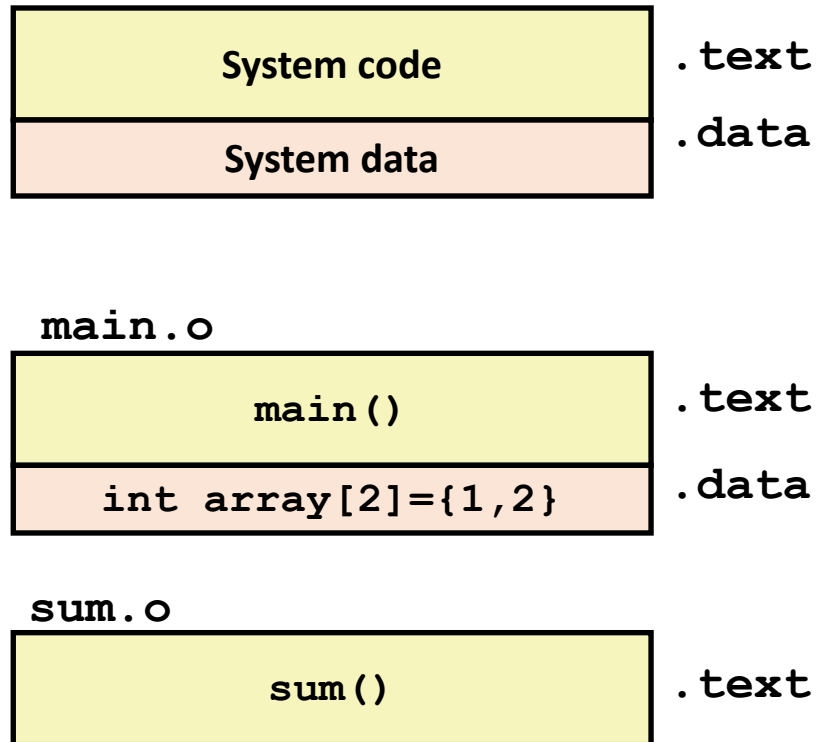 System code .text
System data .data
main.o
main() .text
int array[2]={1,2} .data
sum.o
sum() .text